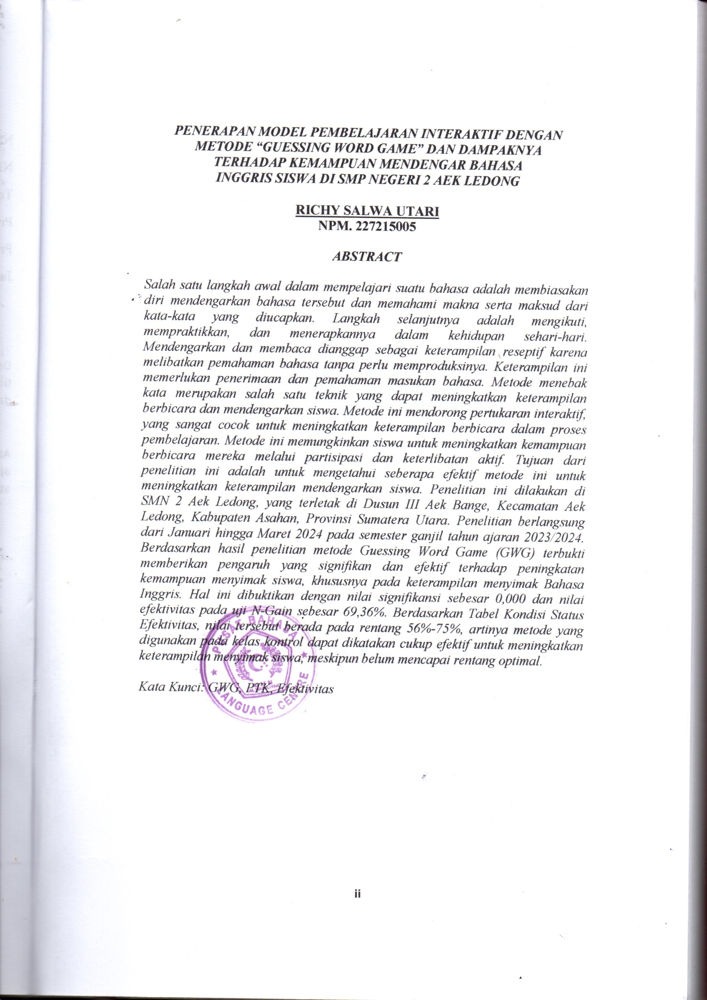 PENERAPAN MODEL PEMBELAJARAN INTERAKTIF DENGAN
METODE “GUESSING WORD GAME” DAN DAMPAKNYA
TERHADAP KEMAMPUAN MENDENGAR BAHASA
INGGRIS SISWA DI SMP NEGERI 2 AEK LEDONG
RICHY SALWA UTARI
NPM. 227215005
ABSTRACT
Salah satu langkah awal dalam mempelajari suatu bahasa adalah membiasakan
diri mendengarkan bahasa tersebut dan memahami makna serta maksud dari
kata-kata yang diucapkan. Langkah selanjutnya adalah mengikuti,
mempraktikkan, dan menerapkannya dalam kehidupan sehari-hari.
Mendengarkan dan membaca dianggap sebagai keterampilan reseptif karena
melibatkan pemahaman bahasa tanpa perlu memproduksinya. Keterampilan ini
memerlukan penerimaan dan pemahaman masukan bahasa. Metode menebak
kata merupakan salah satu teknik yang dapat meningkatkan keterampilan
berbicara dan mendengarkan siswa. Metode ini mendorong pertukaran interaktif,
yang sangat cocok untuk meningkatkan keterampilan berbicara dalam proses
pembelajaran. Metode ini memungkinkan siswa untuk meningkatkan kemampuan
berbicara mereka melalui partisipasi dan keterlibatan aktif. Tujuan dari
penelitian ini adalah untuk mengetahui seberapa efektif metode ini untuk
meningkatkan keterampilan mendengarkan siswa. Penelitian ini dilakukan di
SMN 2 Aek Ledong, yang terletak di Dusun III Aek Bange, Kecamatan Aek
Ledong, Kabupaten Asahan, Provinsi Sumatera Utara. Penelitian berlangsung
dari Januari hingga Maret 2024 pada semester ganjil tahun ajaran 2023/2024.
Berdasarkan hasil penelitian metode Guessing Word Game (GWG) terbukti
memberikan pengaruh yang signifikan dan efektif terhadap peningkatan
kemampuan menyimak siswa, khususnya pada keterampilan menyimak Bahasa
Inggris. Hal ini dibuktikan dengan nilai signifikansi sebesar 0,000 dan nilai
efektivitas pada uji N-Gain sebesar 69,36%. Berdasarkan Tabel Kondisi Status
Efektivitas, nilai tersebut berada pada rentang 56%-75%, artinya metode yang
digunakan pada kelas kontrol dapat dikatakan cukup efektif untuk meningkatkan
keterampilan menyimak siswa, meskipun belum mencapai rentang optimal.
Kata Kunci: GWG, PTK, Efektivitas
PUSAT BAHASA
LANGUAGE CENTRE
ii